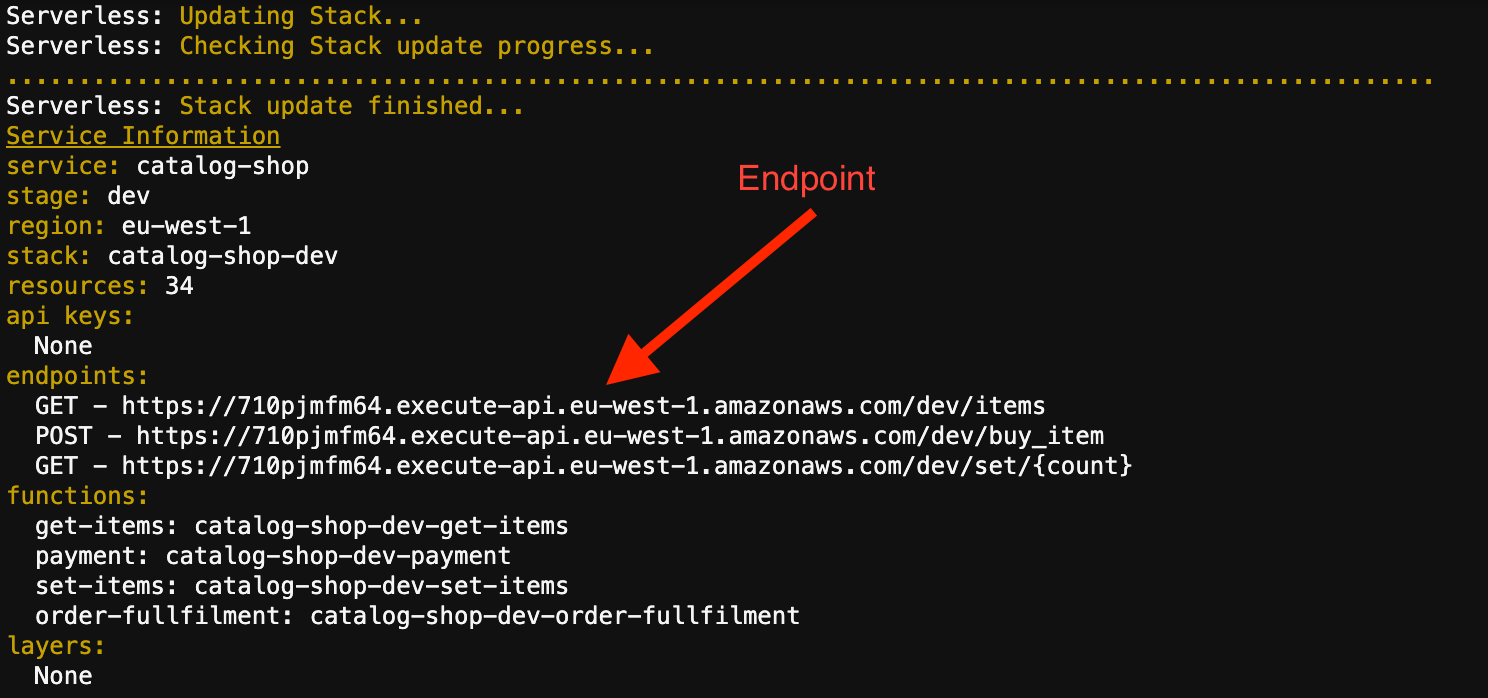 Serverless: Updating Stack...
Serverless: Checking Stack update progress...
...................................................................................................
Serverless: Stack update finished...
Service Information
service: catalog-shop
Endpoint
stage: dev
region: eu-west-1
stack: catalog-shop-dev
resources: 34
api keys:
  None
endpoints:
  GET - https://710pjmfm64.execute-api.eu-west-1.amazonaws.com/dev/items
  POST - https://710pjmfm64.execute-api.eu-west-1.amazonaws.com/dev/buy_item
  GET - https://710pjmfm64.execute-api.eu-west-1.amazonaws.com/dev/set/{count}
functions:
  get-items: catalog-shop-dev-get-items
  payment: catalog-shop-dev-payment
  set-items: catalog-shop-dev-set-items
  order-fullfilment: catalog-shop-dev-order-fullfilment
layers:
  None